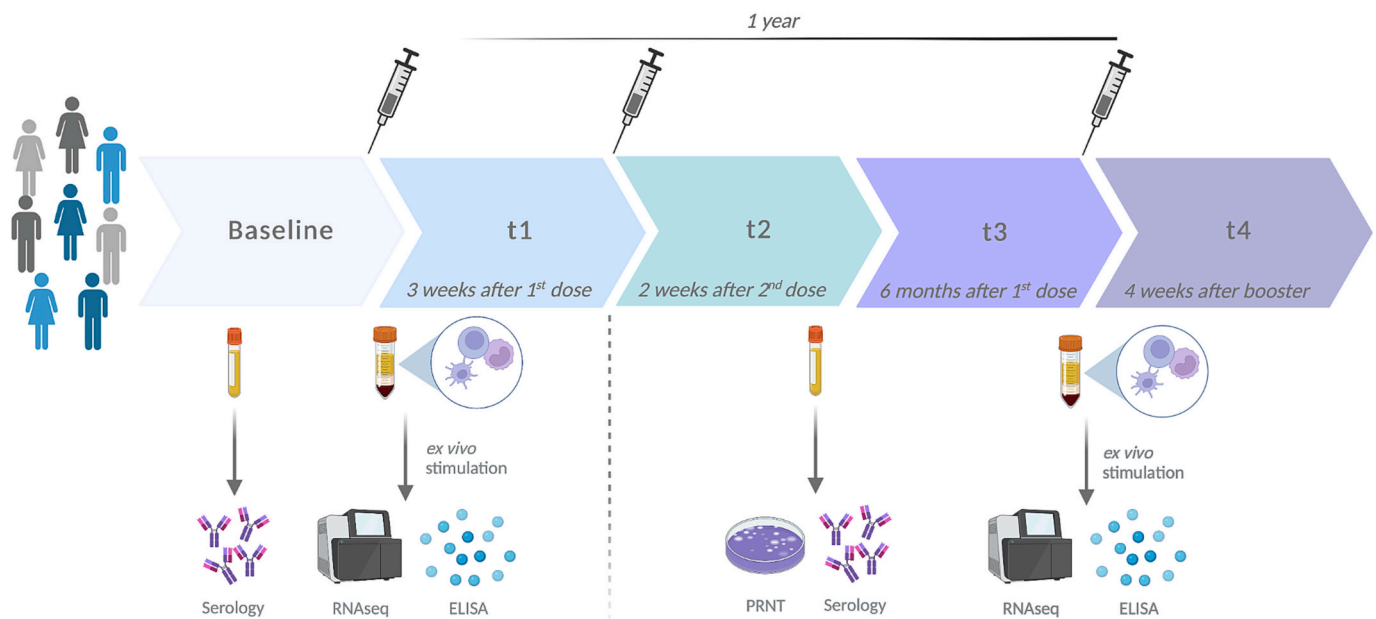 1 year
Baseline
t1
t2
t3
t4
3 weeks after 1st dose
2 weeks after 2nd dose
6 months after 1st dose
4 weeks after booster
ex vivo
stimulation
ex vivo
stimulation
Serology
RNAseq
ELISA
PRNT
Serology
RNAseq
ELISA